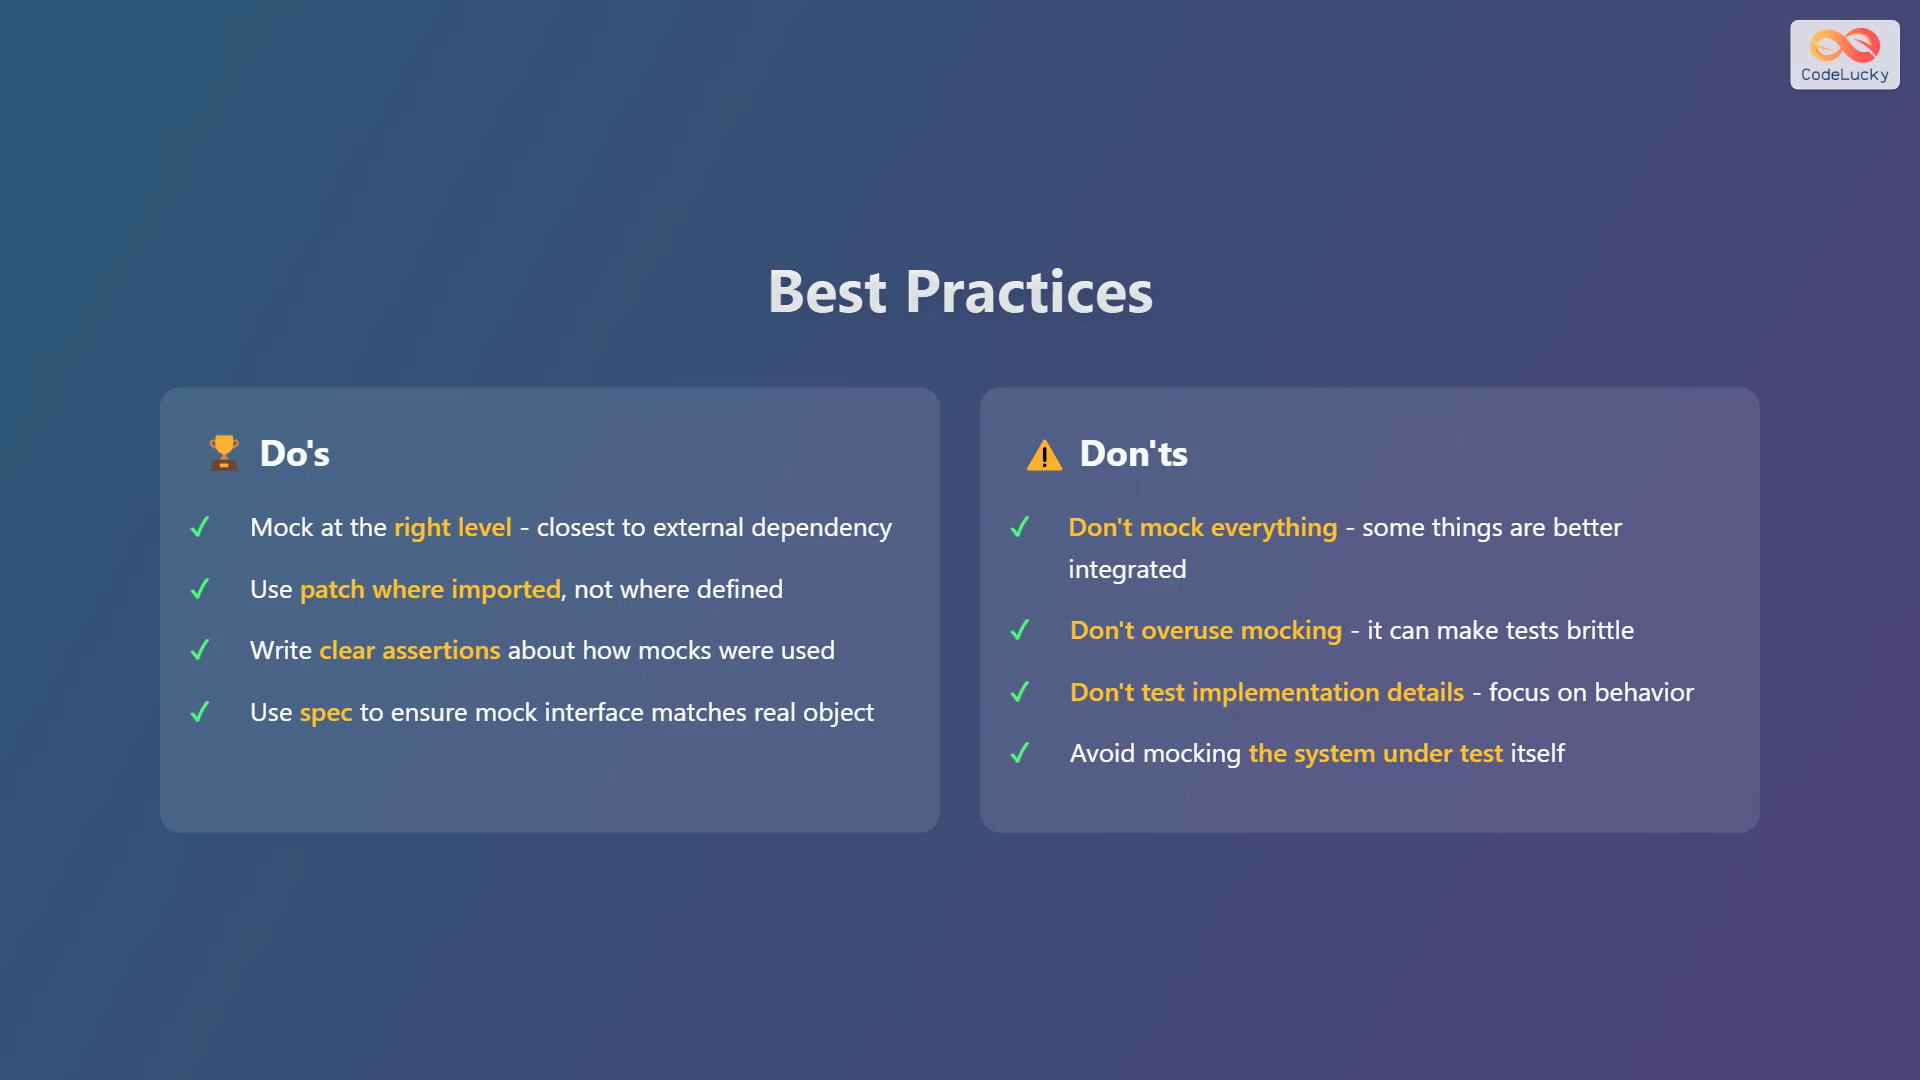 CodeLucky
Best Practices
Do's
Mock at the right level - closest to external dependency
Use patch where imported, not where defined
Write clear assertions about how mocks were used
Use spec to ensure mock interface matches real object
Don'ts
Don't mock everything - some things are better
integrated
Don't overuse mocking - it can make tests brittle
Don't test implementation details - focus on behavior
Avoid mocking the system under test itself